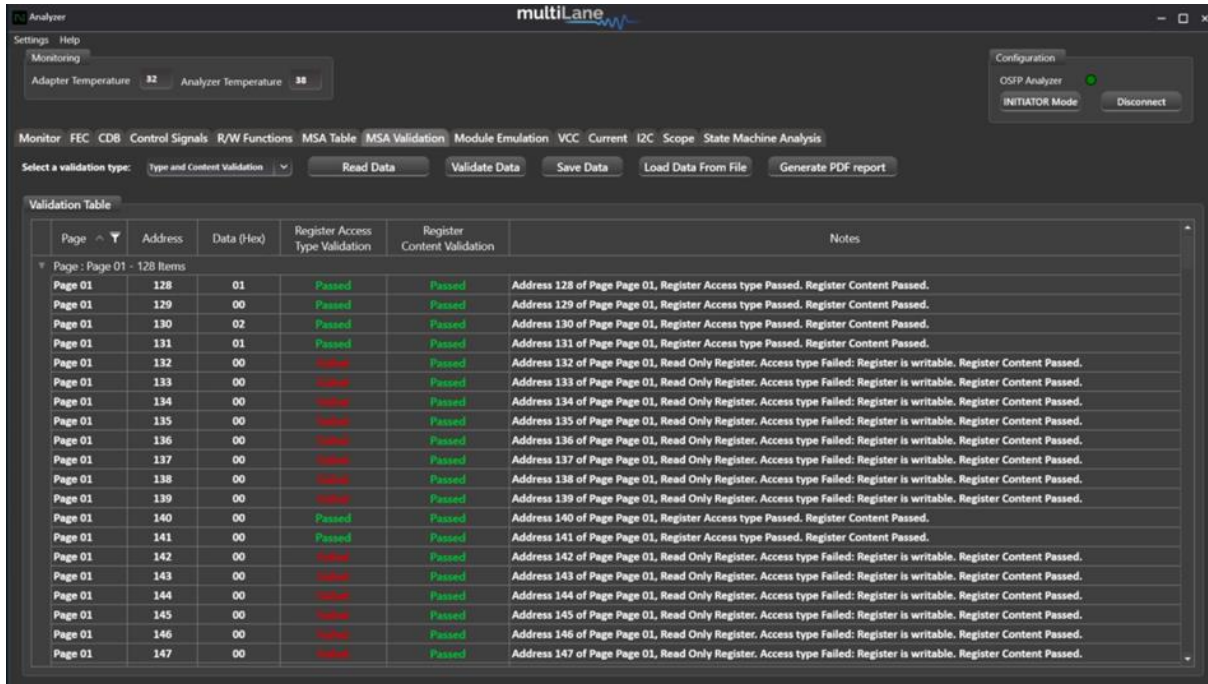 Analyzer
multiLane
Settings Help
Monitoring
Adapter Temperature 32 Analyzer Temperature 38
Configuration
OSFP Analyzer
INITIATOR Mode Disconnect
Monitor FEC CDB Control Signals R/W Functions MSA Table MSA Validation Module Emulation VCC Current I2C Scope State Machine Analysis
Select a validation type: Type and Content Validation Read Data Validate Data Save Data Load Data From File Generate PDF report
Validation Table
Page Address Data (Hex) Register Access Type Validation Register Content Validation Notes
Page : Page 01 - 128 Items
Page 01 128 01 Passed Passed Address 128 of Page Page 01, Register Access type Passed. Register Content Passed.
Page 01 129 00 Passed Passed Address 129 of Page Page 01, Register Access type Passed. Register Content Passed.
Page 01 130 02 Passed Passed Address 130 of Page Page 01, Register Access type Passed. Register Content Passed.
Page 01 131 01 Passed Passed Address 131 of Page Page 01, Register Access type Passed. Register Content Passed.
Page 01 132 00 Failed Passed Address 132 of Page Page 01, Read Only Register. Access type Failed: Register is writable. Register Content Passed.
Page 01 133 00 Failed Passed Address 133 of Page Page 01, Read Only Register. Access type Failed: Register is writable. Register Content Passed.
Page 01 134 00 Failed Passed Address 134 of Page Page 01, Read Only Register. Access type Failed: Register is writable. Register Content Passed.
Page 01 135 00 Failed Passed Address 135 of Page Page 01, Read Only Register. Access type Failed: Register is writable. Register Content Passed.
Page 01 136 00 Failed Passed Address 136 of Page Page 01, Read Only Register. Access type Failed: Register is writable. Register Content Passed.
Page 01 137 00 Failed Passed Address 137 of Page Page 01, Read Only Register. Access type Failed: Register is writable. Register Content Passed.
Page 01 138 00 Failed Passed Address 138 of Page Page 01, Read Only Register. Access type Failed: Register is writable. Register Content Passed.
Page 01 139 00 Failed Passed Address 139 of Page Page 01, Read Only Register. Access type Failed: Register is writable. Register Content Passed.
Page 01 140 00 Passed Passed Address 140 of Page Page 01, Register Access type Passed. Register Content Passed.
Page 01 141 00 Passed Passed Address 141 of Page Page 01, Register Access type Passed. Register Content Passed.
Page 01 142 00 Failed Passed Address 142 of Page Page 01, Read Only Register. Access type Failed: Register is writable. Register Content Passed.
Page 01 143 00 Failed Passed Address 143 of Page Page 01, Read Only Register. Access type Failed: Register is writable. Register Content Passed.
Page 01 144 00 Failed Passed Address 144 of Page Page 01, Read Only Register. Access type Failed: Register is writable. Register Content Passed.
Page 01 145 00 Failed Passed Address 145 of Page Page 01, Read Only Register. Access type Failed: Register is writable. Register Content Passed.
Page 01 146 00 Failed Passed Address 146 of Page Page 01, Read Only Register. Access type Failed: Register is writable. Register Content Passed.
Page 01 147 00 Failed Passed Address 147 of Page Page 01, Read Only Register. Access type Failed: Register is writable. Register Content Passed.